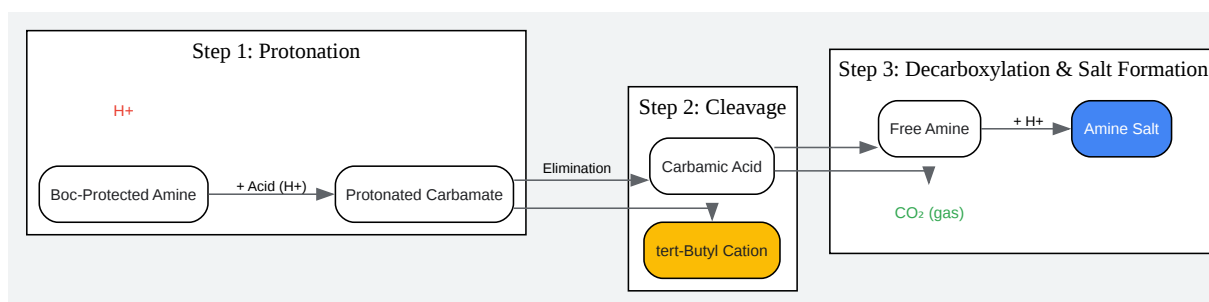 Step 1: Protonation
H+
Boc-Protected Amine
+ Acid (H+)
Protonated Carbamate
Elimination
Step 2: Cleavage
Carbamic Acid
tert-Butyl Cation
Step 3: Decarboxylation & Salt Formation
Free Amine
+ H+
Amine Salt
CO₂ (gas)